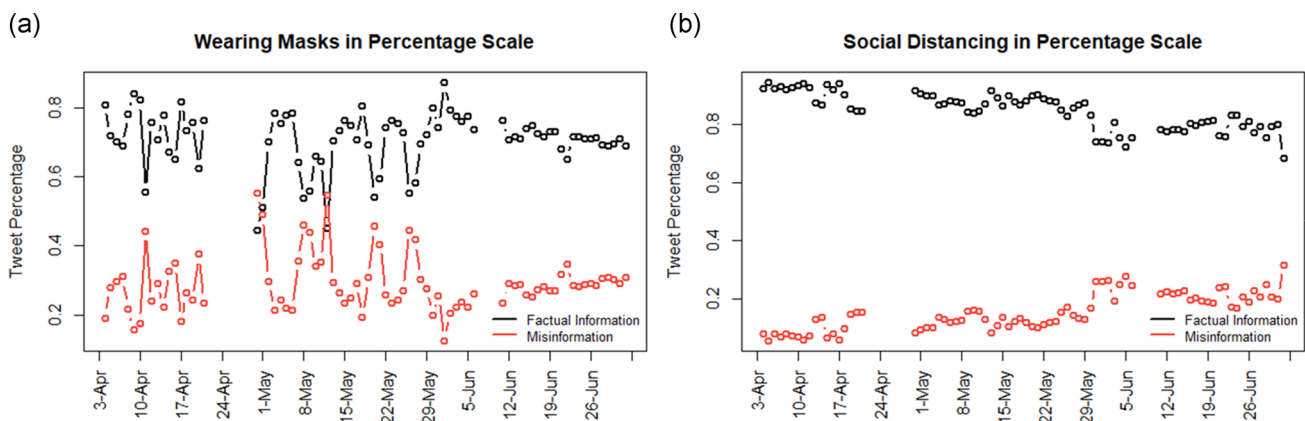 (a)
Wearing Masks in Percentage Scale
Tweet Percentage
0.8
0.6
0.4
0.2
Factual Information
Misinformation
3-Apr
10-Apr
17-Apr
24-Apr
1-May
8-May
15-May
22-May
29-May
5-Jun
12-Jun
19-Jun
26-Jun
(b)
Social Distancing in Percentage Scale
Tweet Percentage
0.8
0.6
0.4
0.2
Factual Information
Misinformation
3-Apr
10-Apr
17-Apr
24-Apr
1-May
8-May
15-May
22-May
29-May
5-Jun
12-Jun
19-Jun
26-Jun